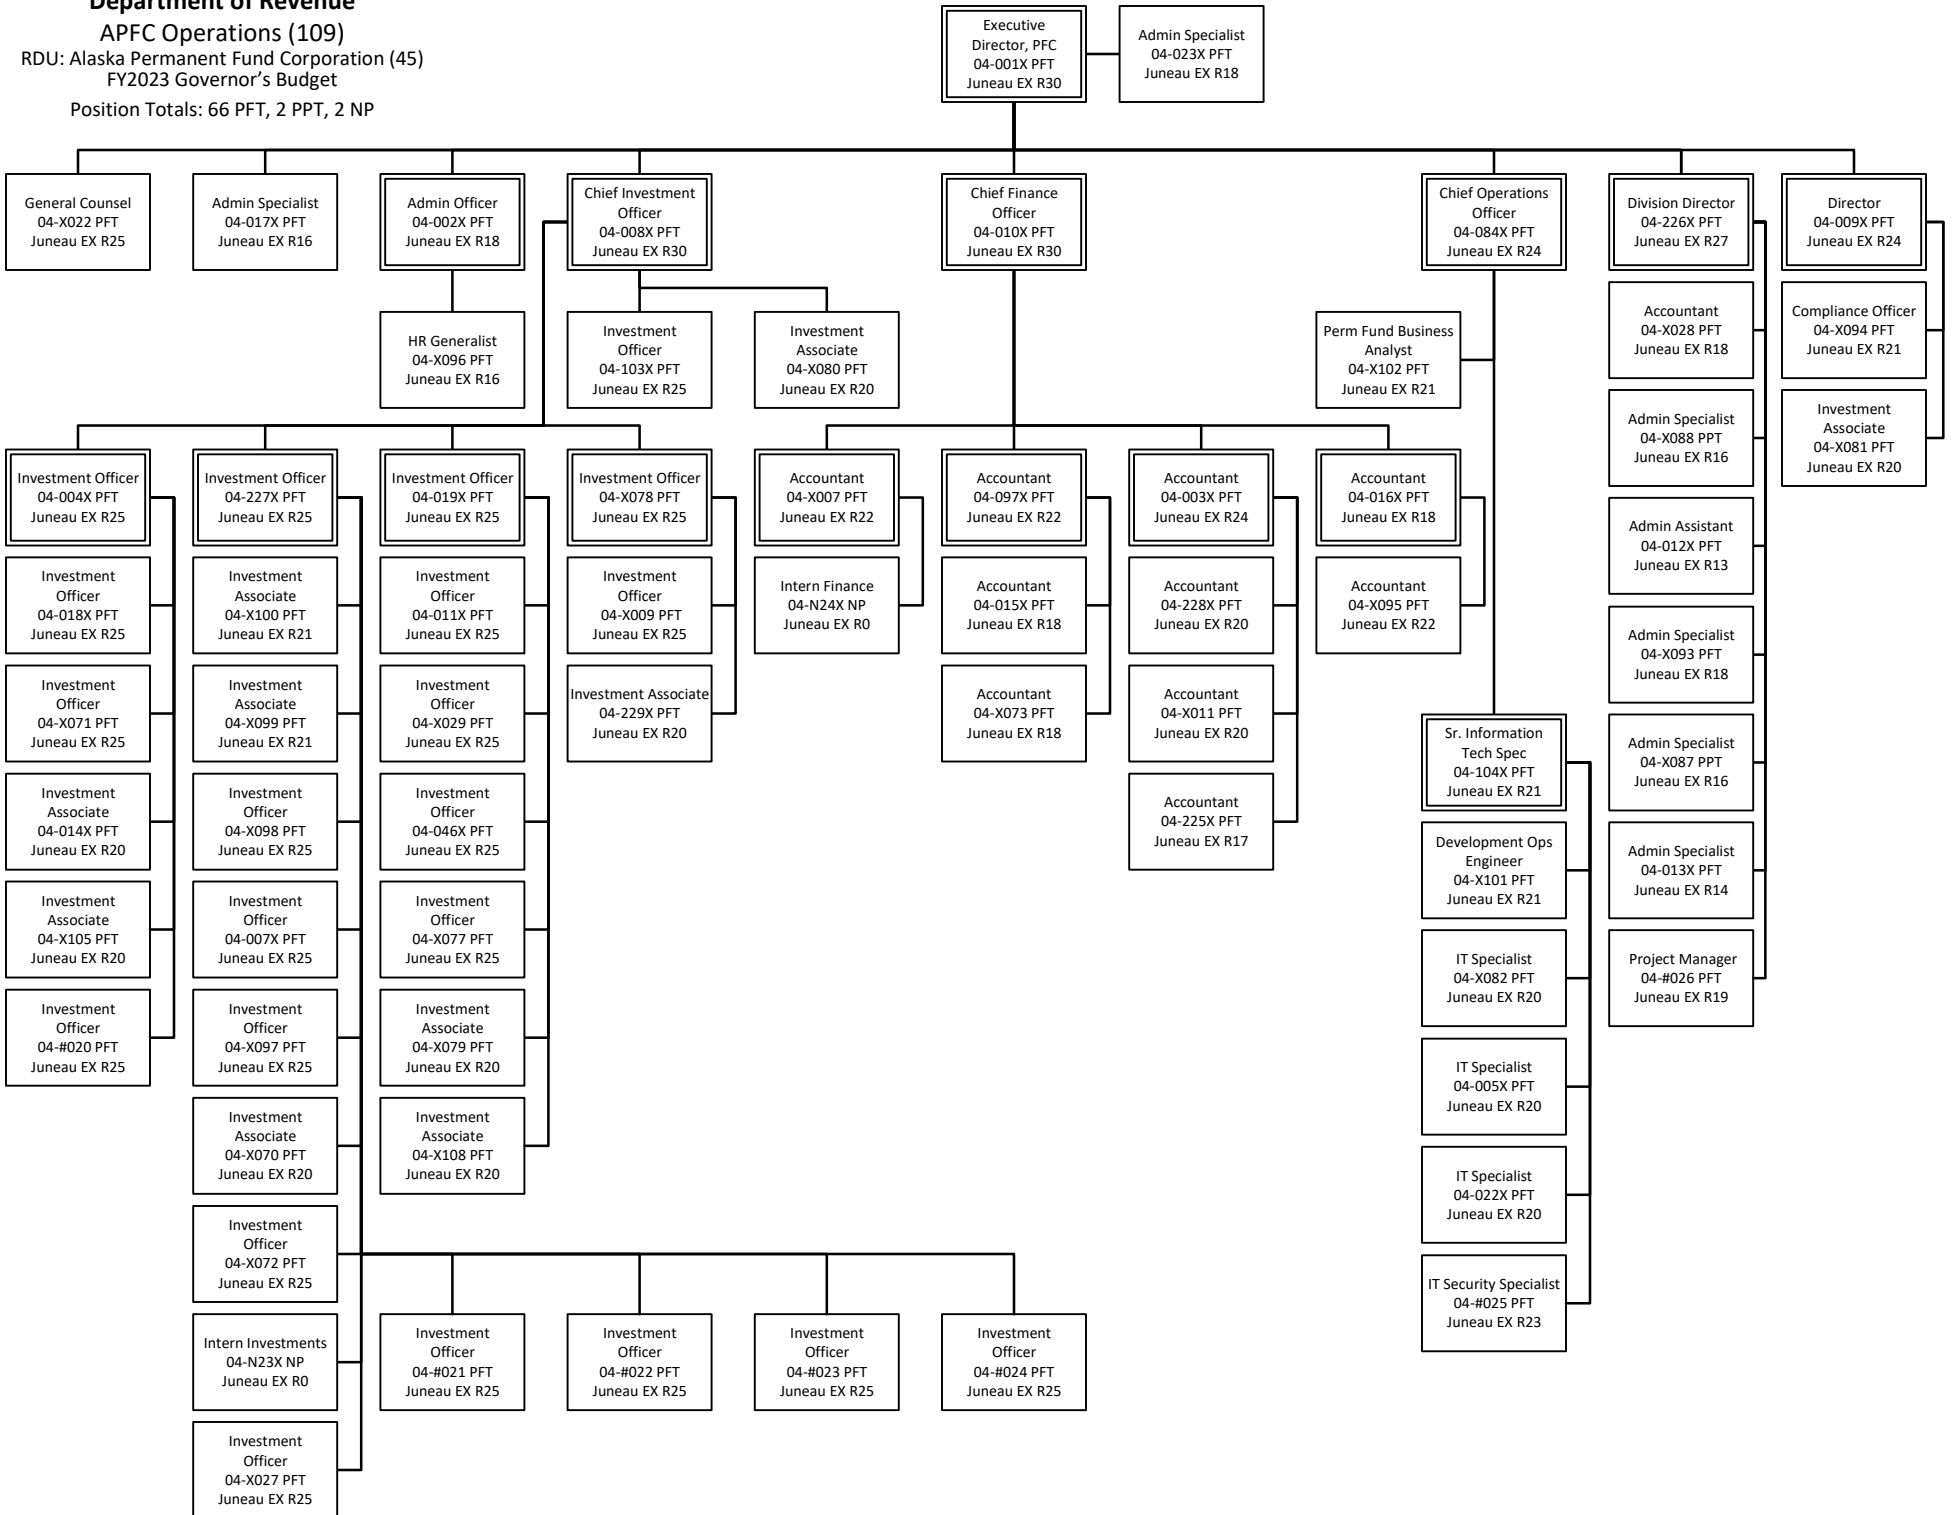 Department of Revenue
APFC Operations (109)
RDU: Alaska Permanent Fund Corporation (45)
FY2023 Governor's Budget
Position Totals: 66 PFT, 2 PPT, 2 NP
Executive
Director, PFC
04-001X PFT
Juneau EX R30
Admin Specialist
04-023X PFT
Juneau EX R18
General Counsel
04-X022 PFT
Juneau EX R25
Admin Specialist
04-017X PFT
Juneau EX R16
Admin Officer
04-002X PFT
Juneau EX R18
Chief Investment
Officer
04-008X PFT
Juneau EX R30
Chief Finance
Officer
04-010X PFT
Juneau EX R30
Chief Operations
Officer
04-084X PFT
Juneau EX R24
Division Director
04-226X PFT
Juneau EX R27
Director
04-009X PFT
Juneau EX R24
HR Generalist
04-X096 PFT
Juneau EX R16
Investment
Officer
04-103X PFT
Juneau EX R25
Investment
Associate
04-X080 PFT
Juneau EX R20
Perm Fund Business
Analyst
04-X102 PFT
Juneau EX R21
Accountant
04-X028 PFT
Juneau EX R18
Compliance Officer
04-X094 PFT
Juneau EX R21
Admin Specialist
04-X088 PPT
Juneau EX R16
Investment
Associate
04-X081 PFT
Juneau EX R20
Investment Officer
04-004X PFT
Juneau EX R25
Investment Officer
04-227X PFT
Juneau EX R25
Investment Officer
04-019X PFT
Juneau EX R25
Investment Officer
04-X078 PFT
Juneau EX R25
Accountant
04-X007 PFT
Juneau EX R22
Accountant
04-097X PFT
Juneau EX R22
Accountant
04-003X PFT
Juneau EX R24
Accountant
04-016X PFT
Juneau EX R18
Admin Assistant
04-012X PFT
Juneau EX R13
Investment
Officer
04-018X PFT
Juneau EX R25
Investment
Associate
04-X100 PFT
Juneau EX R21
Investment
Officer
04-011X PFT
Juneau EX R25
Investment
Officer
04-X009 PFT
Juneau EX R25
Intern Finance
04-N24X NP
Juneau EX R0
Accountant
04-015X PFT
Juneau EX R18
Accountant
04-228X PFT
Juneau EX R20
Accountant
04-X095 PFT
Juneau EX R22
Admin Specialist
04-X093 PFT
Juneau EX R18
Investment
Officer
04-X071 PFT
Juneau EX R25
Investment
Associate
04-X099 PFT
Juneau EX R21
Investment
Officer
04-X029 PFT
Juneau EX R25
Investment Associate
04-229X PFT
Juneau EX R20
Accountant
04-X073 PFT
Juneau EX R18
Accountant
04-X011 PFT
Juneau EX R20
Sr. Information
Tech Spec
04-104X PFT
Juneau EX R21
Admin Specialist
04-X087 PPT
Juneau EX R16
Investment
Associate
04-014X PFT
Juneau EX R20
Investment
Officer
04-X098 PFT
Juneau EX R25
Investment
Officer
04-046X PFT
Juneau EX R25
Accountant
04-225X PFT
Juneau EX R17
Development Ops
Engineer
04-X101 PFT
Juneau EX R21
Admin Specialist
04-013X PFT
Juneau EX R14
Investment
Associate
04-X105 PFT
Juneau EX R20
Investment
Officer
04-007X PFT
Juneau EX R25
Investment
Officer
04-X077 PFT
Juneau EX R25
IT Specialist
04-X082 PFT
Juneau EX R20
Project Manager
04-#026 PFT
Juneau EX R19
Investment
Officer
04-#020 PFT
Juneau EX R25
Investment
Officer
04-X097 PFT
Juneau EX R25
Investment
Associate
04-X079 PFT
Juneau EX R20
IT Specialist
04-005X PFT
Juneau EX R20
Investment
Associate
04-X070 PFT
Juneau EX R20
Investment
Associate
04-X108 PFT
Juneau EX R20
IT Specialist
04-022X PFT
Juneau EX R20
Investment
Officer
04-X072 PFT
Juneau EX R25
IT Security Specialist
04-#025 PFT
Juneau EX R23
Intern Investments
04-N23X NP
Juneau EX R0
Investment
Officer
04-#021 PFT
Juneau EX R25
Investment
Officer
04-#022 PFT
Juneau EX R25
Investment
Officer
04-#023 PFT
Juneau EX R25
Investment
Officer
04-#024 PFT
Juneau EX R25
Investment
Officer
04-X027 PFT
Juneau EX R25